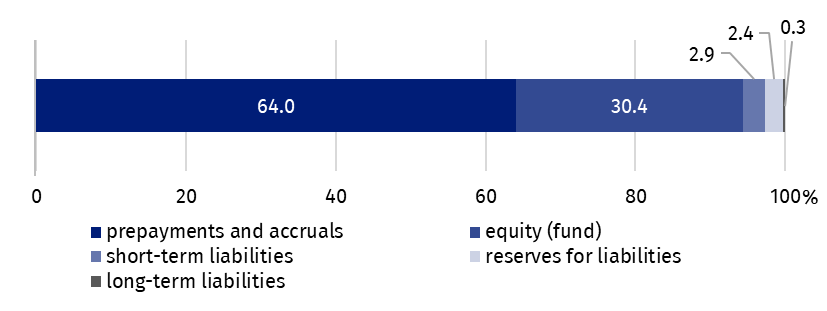 0.3
2.4
2.9
64.0 30.4
0 20 40 60 80 100%
prepayments and accruals equity (fund)
short-term liabilities reserves for liabilities
long-term liabilities